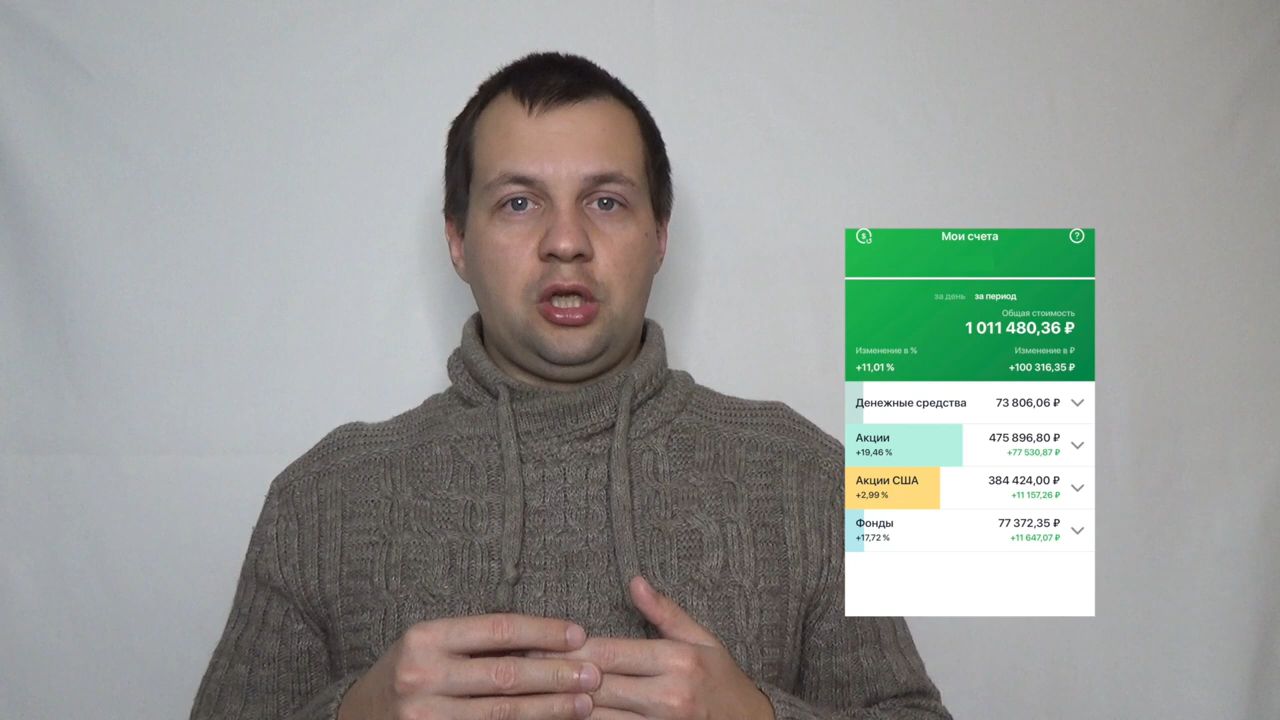 Мои счета
за день за период
Общая стоимость
1 011 480,36 ₽
Изменение в % Изменение в ₽
+11,01 % +100 316,35 ₽
Денежные средства 73 806,06 ₽
Акции 475 896,80 ₽
+19,46 % +77 530,87 ₽
Акции США 384 424,00 ₽
+2,99 % +11 157,26 ₽
Фонды 77 372,35 ₽
+17,72 % +11 647,07 ₽